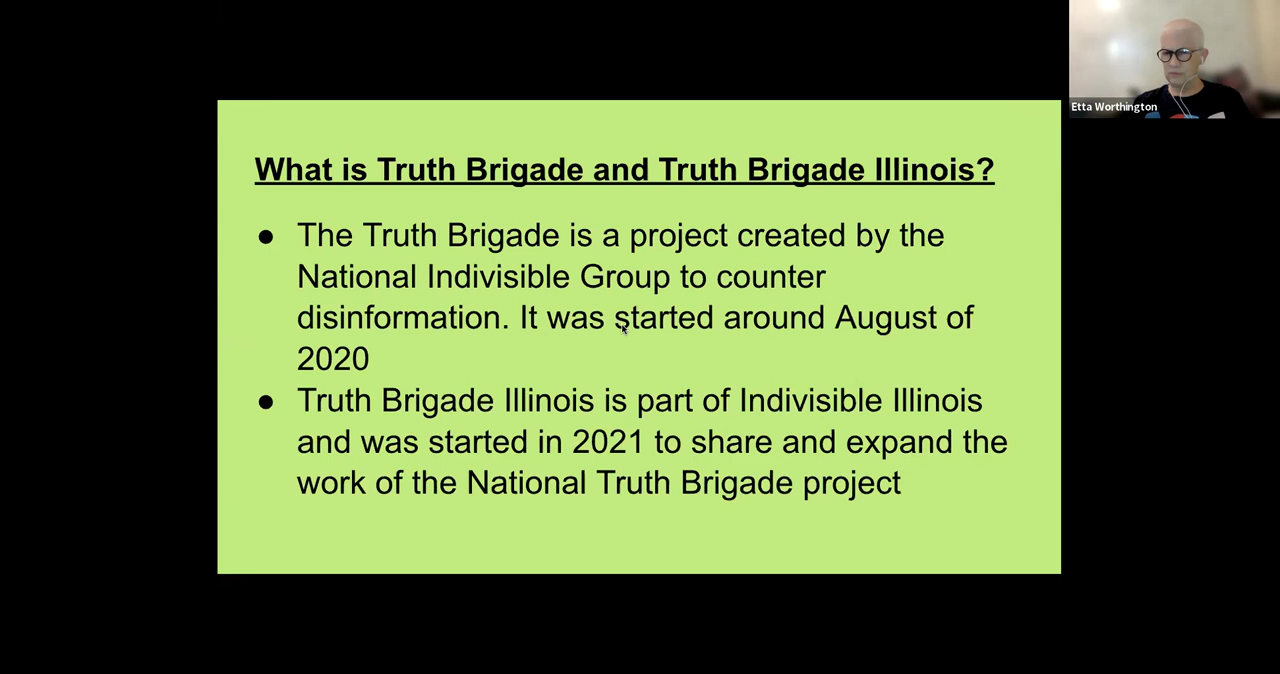 What is Truth Brigade and Truth Brigade Illinois?
● The Truth Brigade is a project created by the
National Indivisible Group to counter
disinformation. It was started around August of
2020
● Truth Brigade Illinois is part of Indivisible Illinois
and was started in 2021 to share and expand the
work of the National Truth Brigade project
Etta Worthington